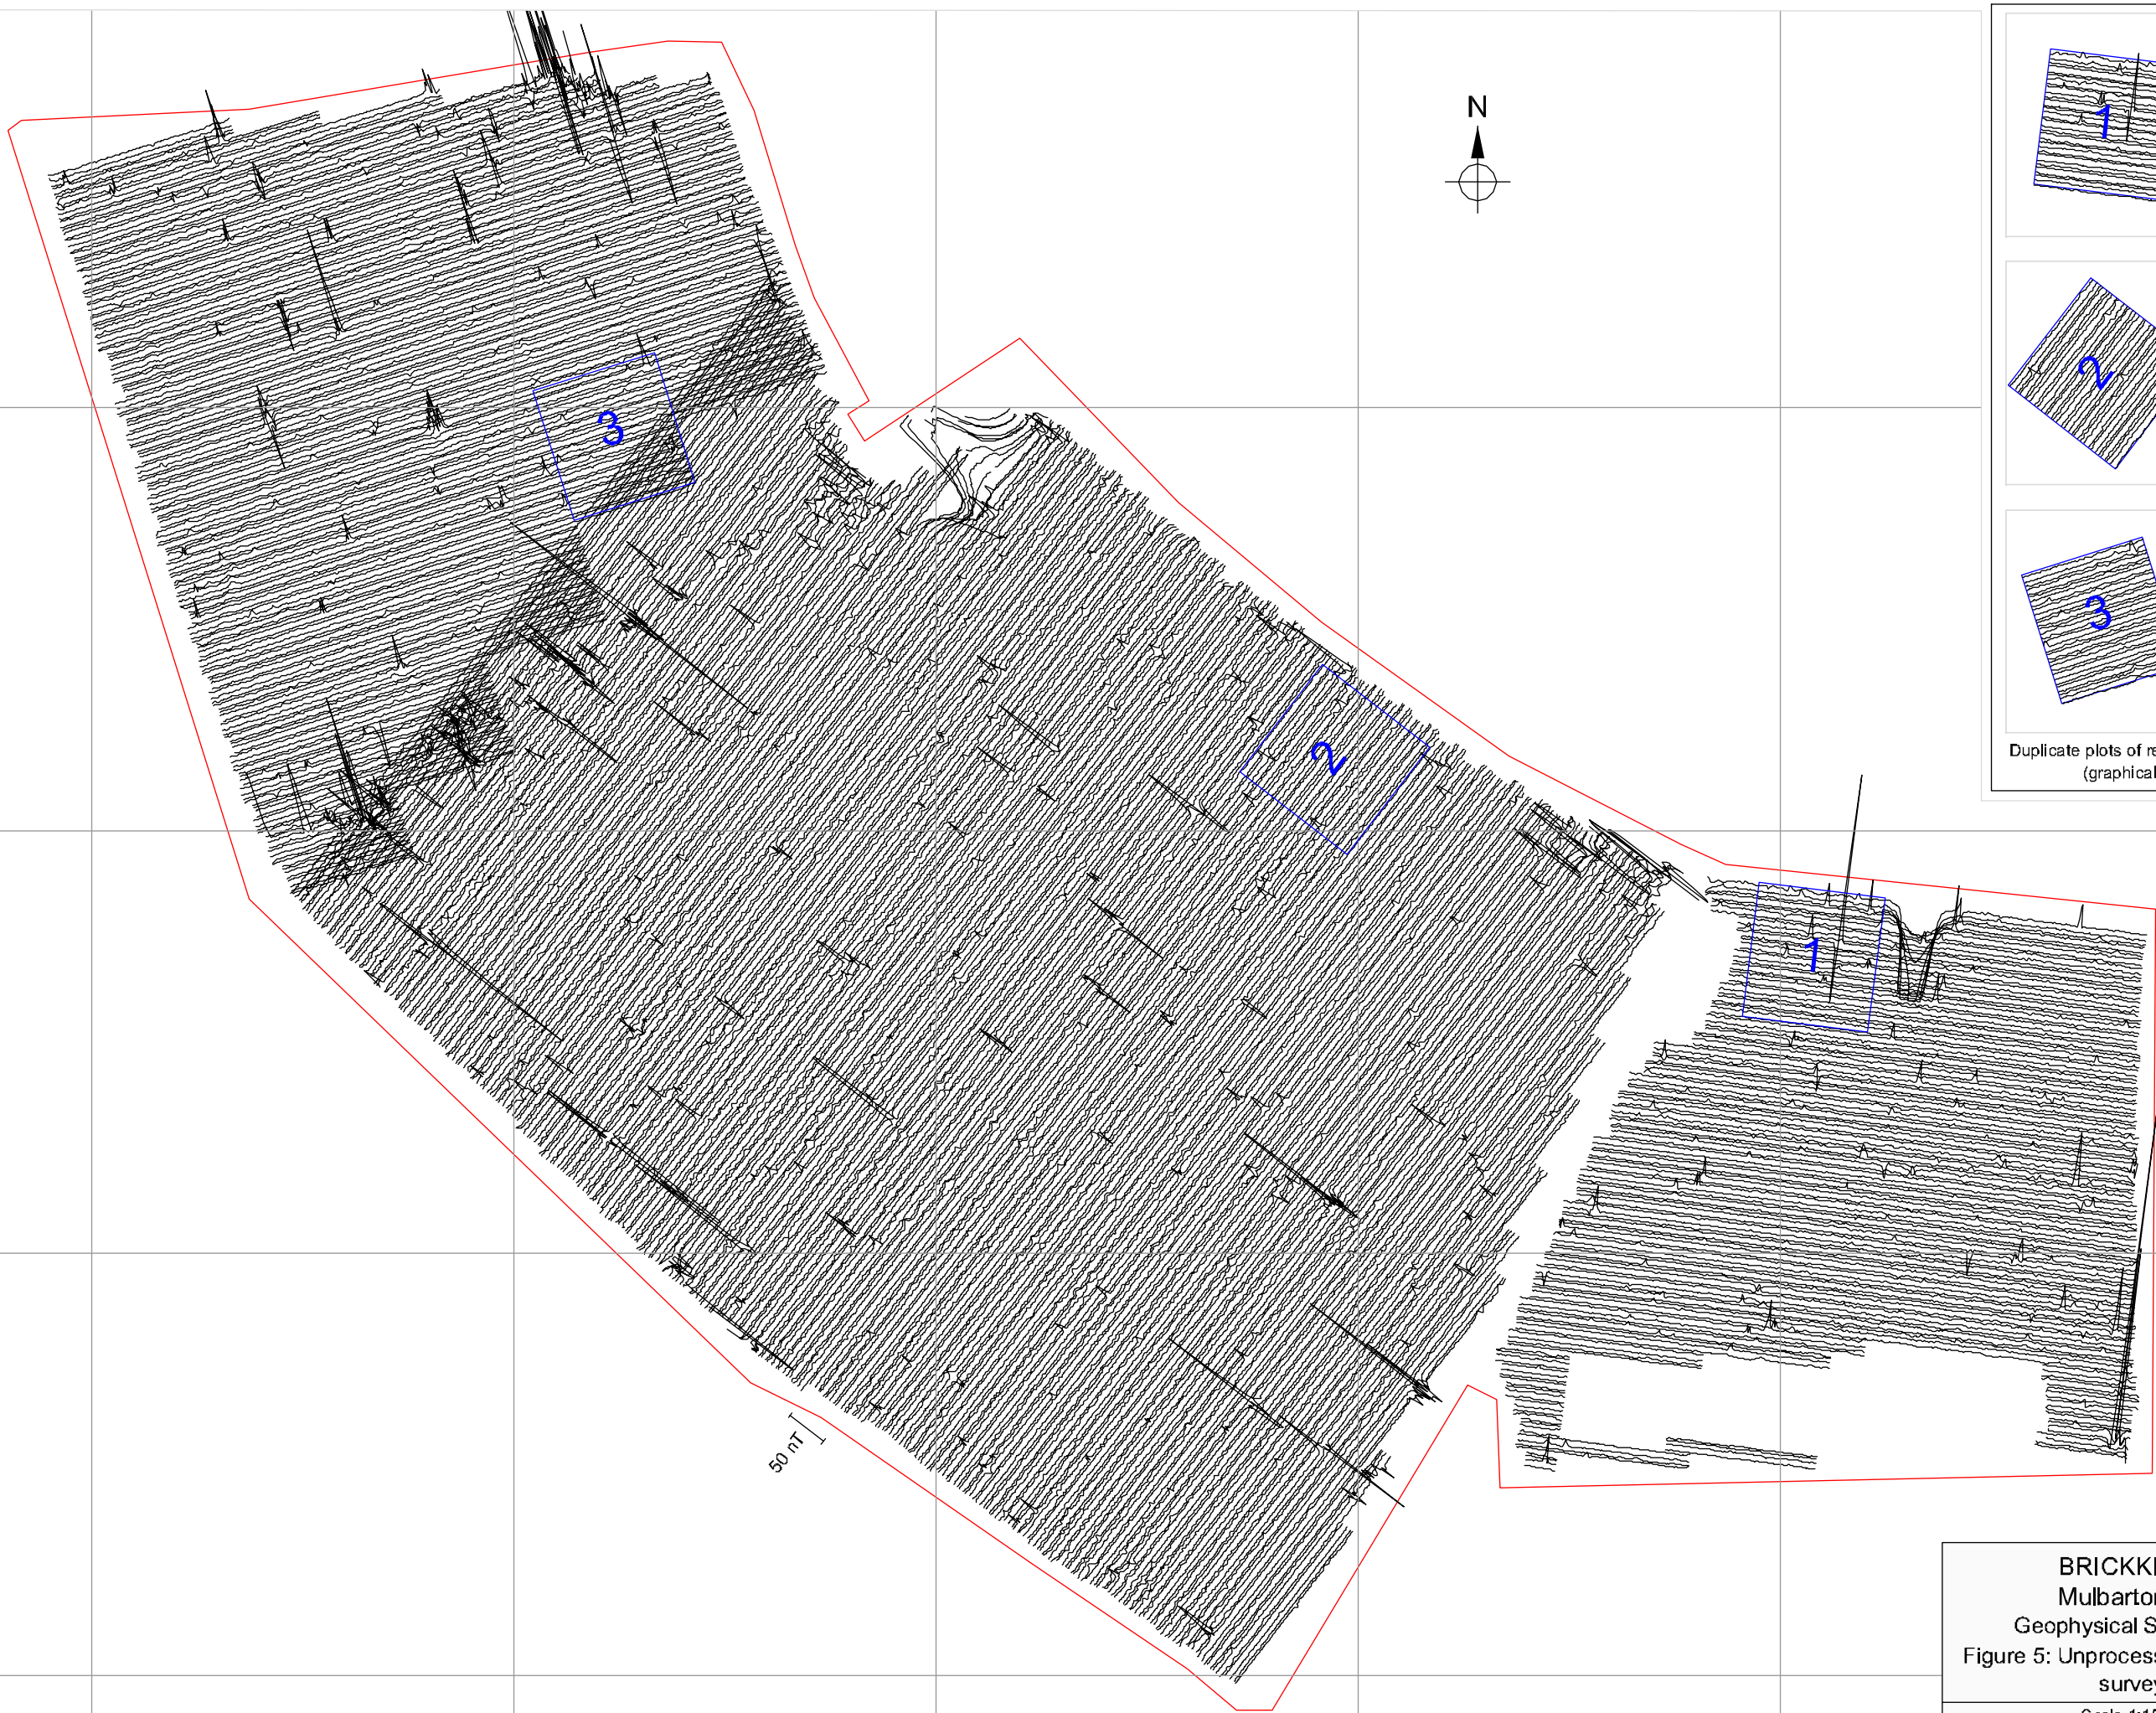 N
1
2
3
Duplicate plots of re
(graphical
3
2
1
50 nT
BRICKKI
Mulbarto
Geophysical S
Figure 5: Unprocess
survey